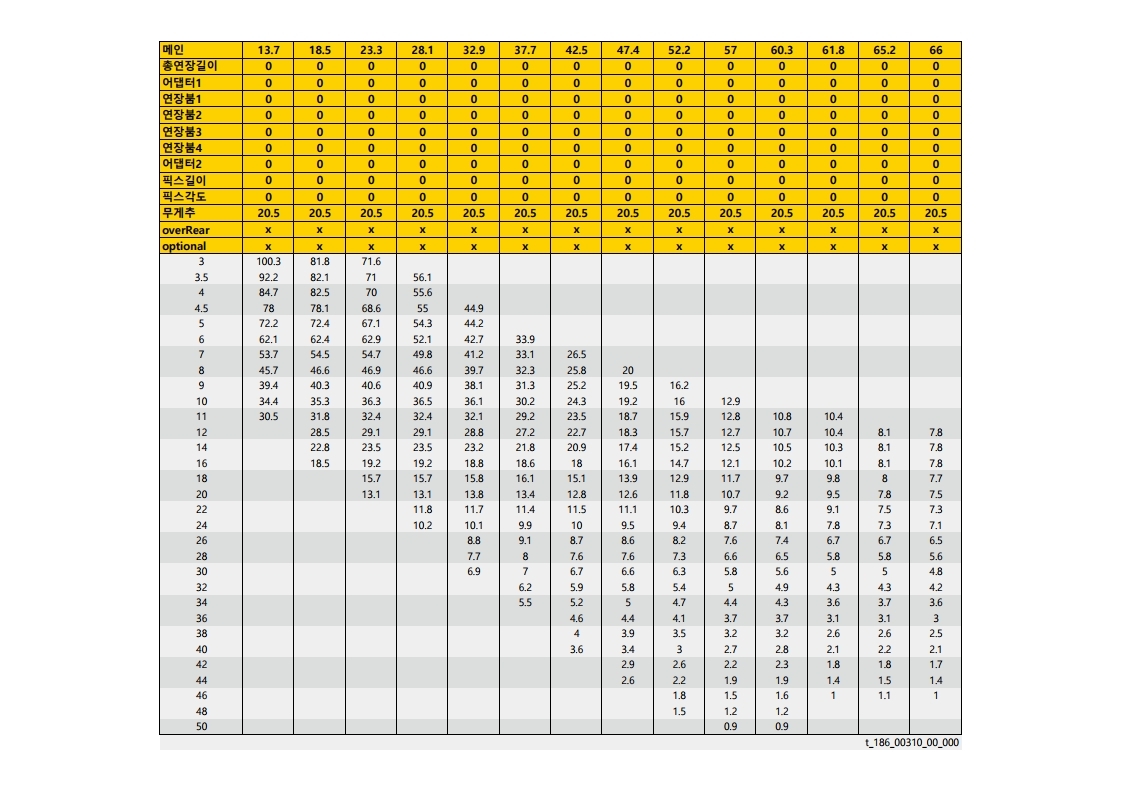 메인 13.7 18.5 23.3 28.1 32.9 37.7 42.5 47.4 52.2 57 60.3 61.8 65.2 66
총연장길이 0 0 0 0 0 0 0 0 0 0 0 0 0 0
어댑터1 0 0 0 0 0 0 0 0 0 0 0 0 0 0
연장붐1 0 0 0 0 0 0 0 0 0 0 0 0 0 0
연장붐2 0 0 0 0 0 0 0 0 0 0 0 0 0 0
연장붐3 0 0 0 0 0 0 0 0 0 0 0 0 0 0
연장붐4 0 0 0 0 0 0 0 0 0 0 0 0 0 0
어댑터2 0 0 0 0 0 0 0 0 0 0 0 0 0 0
픽스길이 0 0 0 0 0 0 0 0 0 0 0 0 0 0
픽스각도 0 0 0 0 0 0 0 0 0 0 0 0 0 0
무게추 20.5 20.5 20.5 20.5 20.5 20.5 20.5 20.5 20.5 20.5 20.5 20.5 20.5 20.5
overRear x x x x x x x x x x x x x x
optional x x x x x x x x x x x x x x
3 100.3 81.8 71.6
3.5 92.2 82.1 71 56.1
4 84.7 82.5 70 55.6
4.5 78 78.1 68.6 55 44.9
5 72.2 72.4 67.1 54.3 44.2
6 62.1 62.4 62.9 52.1 42.7 33.9
7 53.7 54.5 54.7 49.8 41.2 33.1 26.5
8 45.7 46.6 46.9 46.6 39.7 32.3 25.8 20
9 39.4 40.3 40.6 40.9 38.1 31.3 25.2 19.5 16.2
10 34.4 35.3 36.3 36.5 36.1 30.2 24.3 19.2 16 12.9
11 30.5 31.8 32.4 32.4 32.1 29.2 23.5 18.7 15.9 12.8 10.8 10.4
12 28.5 29.1 29.1 28.8 27.2 22.7 18.3 15.7 12.7 10.7 10.4 8.1 7.8
14 22.8 23.5 23.5 23.2 21.8 20.9 17.4 15.2 12.5 10.5 10.3 8.1 7.8
16 18.5 19.2 19.2 18.8 18.6 18 16.1 14.7 12.1 10.2 10.1 8.1 7.8
18 15.7 15.7 15.8 16.1 15.1 13.9 12.9 11.7 9.7 9.8 8 7.7
20 13.1 13.1 13.8 13.4 12.8 12.6 11.8 10.7 9.2 9.5 7.8 7.5
22 11.8 11.7 11.4 11.5 11.1 10.3 9.7 8.6 9.1 7.5 7.3
24 10.2 10.1 9.9 10 9.5 9.4 8.7 8.1 7.8 7.3 7.1
26 8.8 9.1 8.7 8.6 8.2 7.6 7.4 6.7 6.7 6.5
28 7.7 8 7.6 7.6 7.3 6.6 6.5 5.8 5.8 5.6
30 6.9 7 6.7 6.6 6.3 5.8 5.6 5 5 4.8
32 6.2 5.9 5.8 5.4 5 4.9 4.3 4.3 4.2
34 5.5 5.2 5 4.7 4.4 4.3 3.6 3.7 3.6
36 4.6 4.4 4.1 3.7 3.7 3.1 3.1 3
38 4 3.9 3.5 3.2 3.2 2.6 2.6 2.5
40 3.6 3.4 3 2.7 2.8 2.1 2.2 2.1
42 2.9 2.6 2.2 2.3 1.8 1.8 1.7
44 2.6 2.2 1.9 1.9 1.4 1.5 1.4
46 1.8 1.5 1.6 1 1.1 1
48 1.5 1.2 1.2
50 0.9 0.9
t_186_00310_00_000